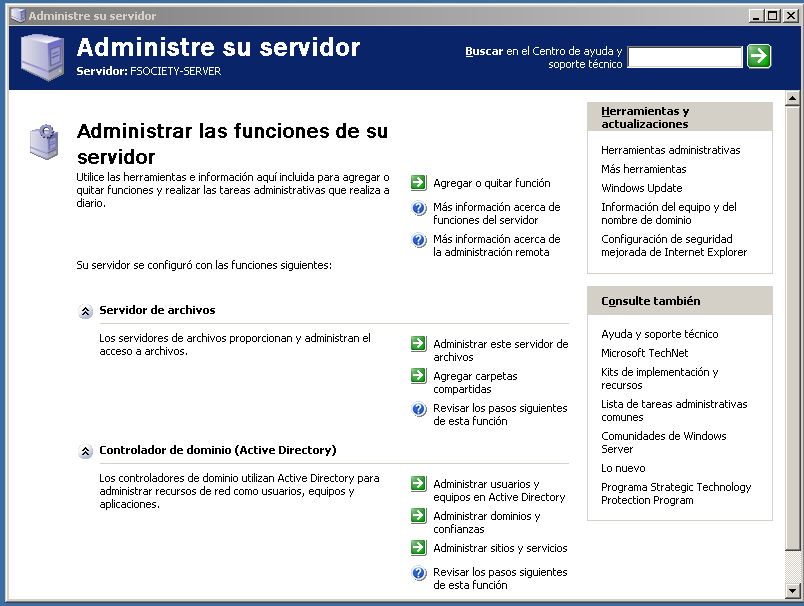 Administre su servidor
Administre su servidor
Servidor: FSOCIETY-SERVER
Buscar en el Centro de ayuda y
soporte técnico
Administrar las funciones de su
servidor
Utilice las herramientas e información aquí incluida para agregar o
quitar funciones y realizar las tareas administrativas que realiza a
diario.
Agregar o quitar función
Más información acerca de
funciones del servidor
Más información acerca de
la administración remota
Su servidor se configuró con las funciones siguientes:
Servidor de archivos
Los servidores de archivos proporcionan y administran el
acceso a archivos.
Administrar este servidor de
archivos
Agregar carpetas
compartidas
Revisar los pasos siguientes
de esta función
Controlador de dominio (Active Directory)
Los controladores de dominio utilizan Active Directory para
administrar recursos de red como usuarios, equipos y
aplicaciones.
Administrar usuarios y
equipos en Active Directory
Administrar dominios y
confianzas
Administrar sitios y servicios
Revisar los pasos siguientes
de esta función
Herramientas y
actualizaciones
Herramientas administrativas
Más herramientas
Windows Update
Información del equipo y del
nombre de dominio
Configuración de seguridad
mejorada de Internet Explorer
Consulte también
Ayuda y soporte técnico
Microsoft TechNet
Kits de implementación y
recursos
Lista de tareas administrativas
comunes
Comunidades de Windows
Server
Lo nuevo
Programa Strategic Technology
Protection Program